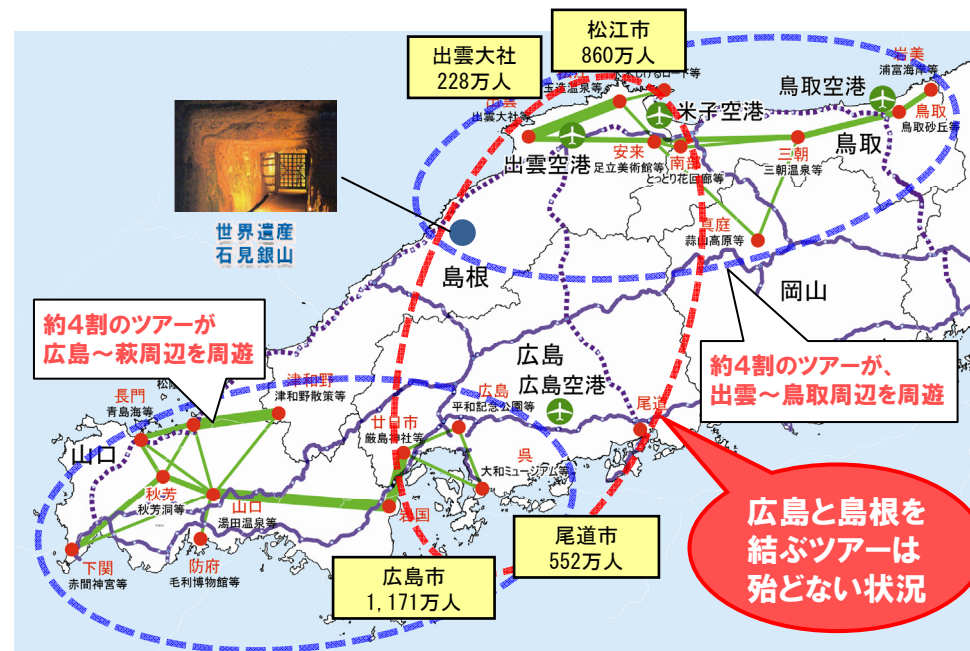 出雲大社
228万人
松江市
860万人
岩美
浦富海岸等
鳥取空港
米子空港
玉造温泉等
出雲大社等
鳥取
鳥取砂丘等
鳥取
出雲空港
安来
足立美術館等
南部
とっとり花回廊等
三朝
三朝温泉等
真庭
蒜山高原等
世界遺産
石見銀山
島根
岡山
約4割のツアーが
広島～萩周辺を周遊
約4割のツアーが、
出雲～鳥取周辺を周遊
広島
広島空港
長門
青島海等
津和野
津和野散策等
廿日市
厳島神社等
広島
平和記念公園等
尾道
山口
呉
大和ミュージアム等
秋芳
秋芳洞等
山口
湯田温泉等
岩国
下関
赤間神宮等
防府
毛利博物館等
広島市
1,171万人
尾道市
552万人
広島と島根を
結ぶツアーは
殆どない状況